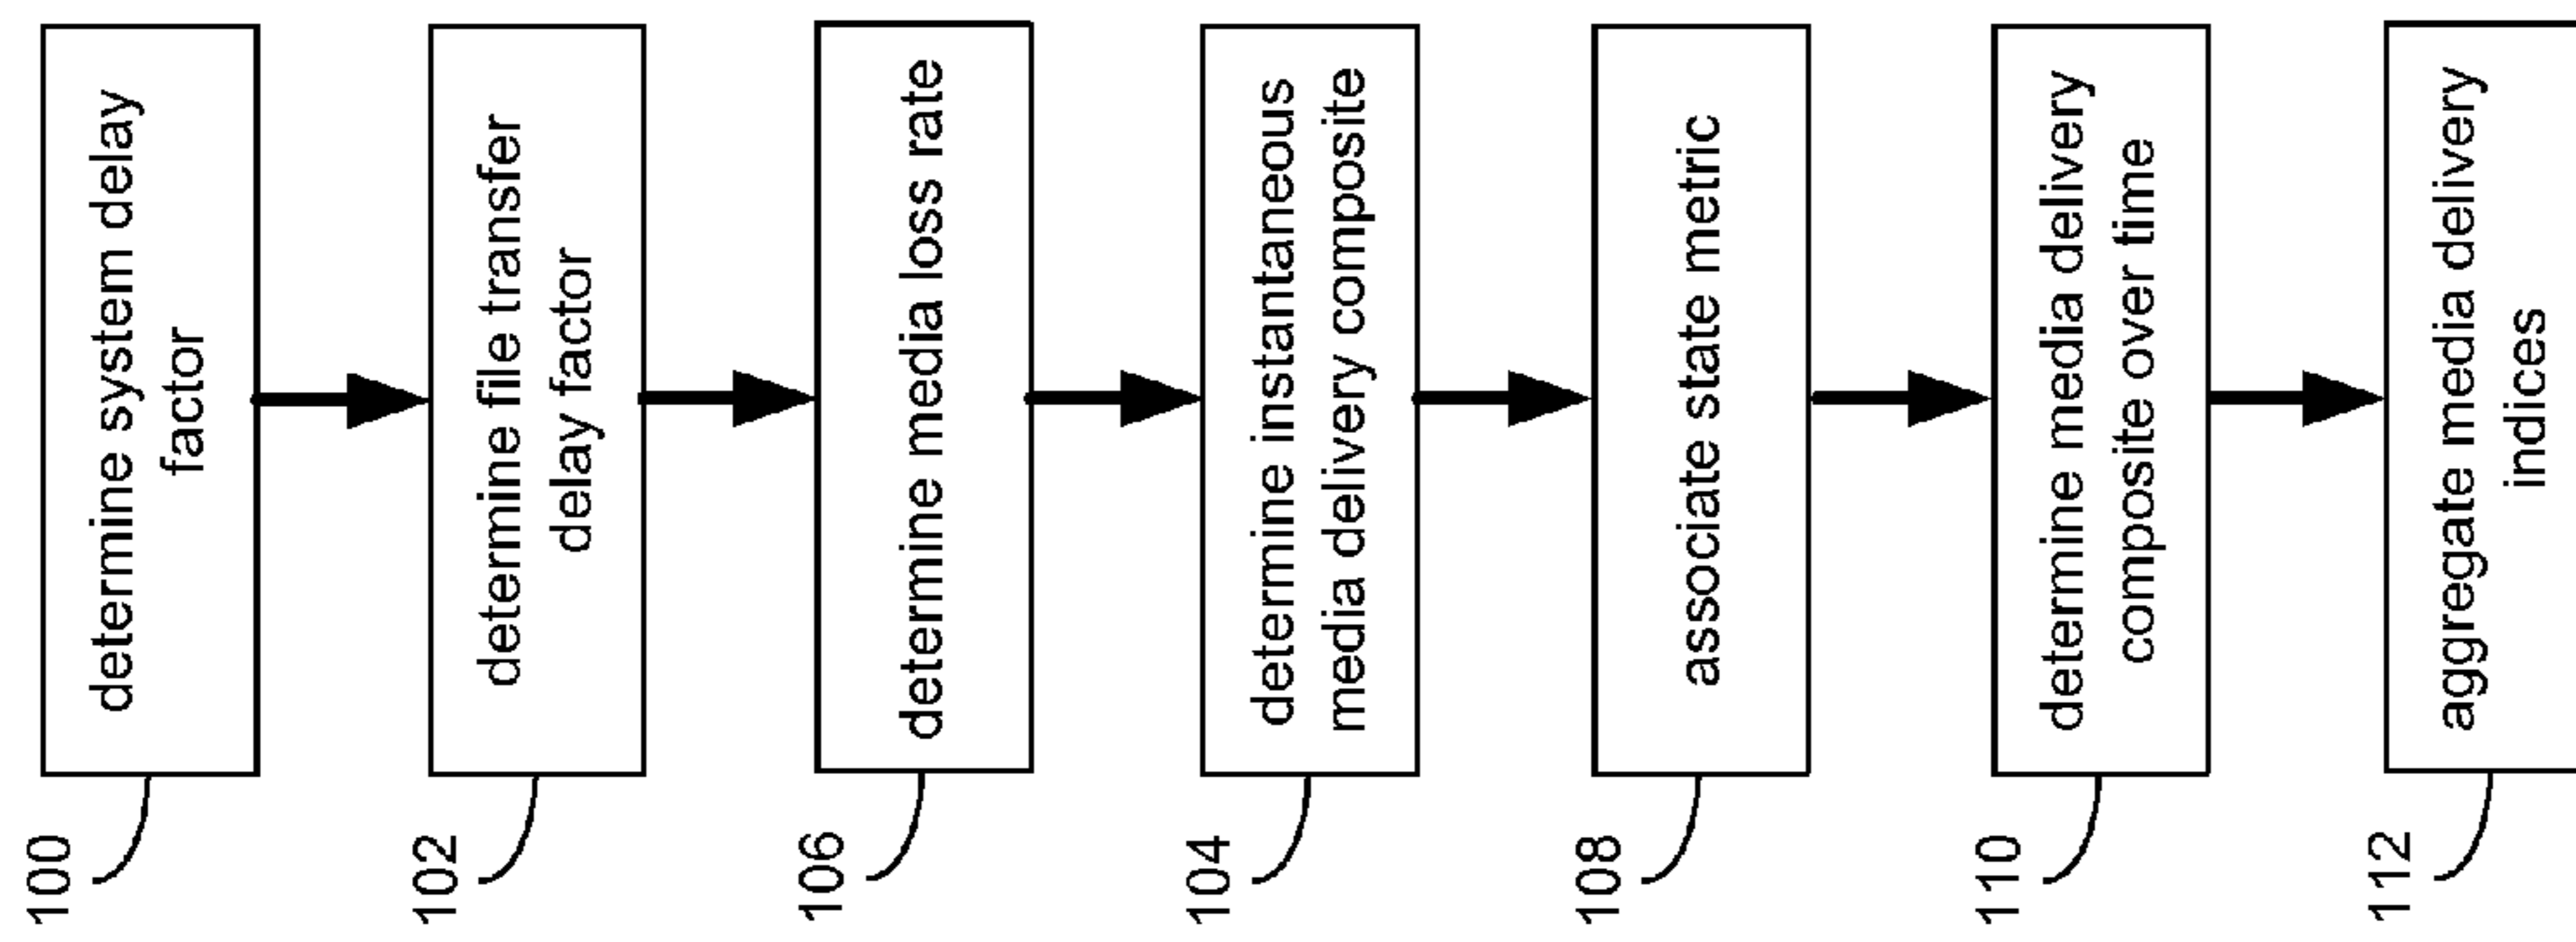 100
determine system delay
factor
102
determine file transfer
delay factor
106
determine media loss rate
104
determine instantaneous
media delivery composite
108
associate state metric
110
determine media delivery
composite over time
112
aggregate media delivery
indices